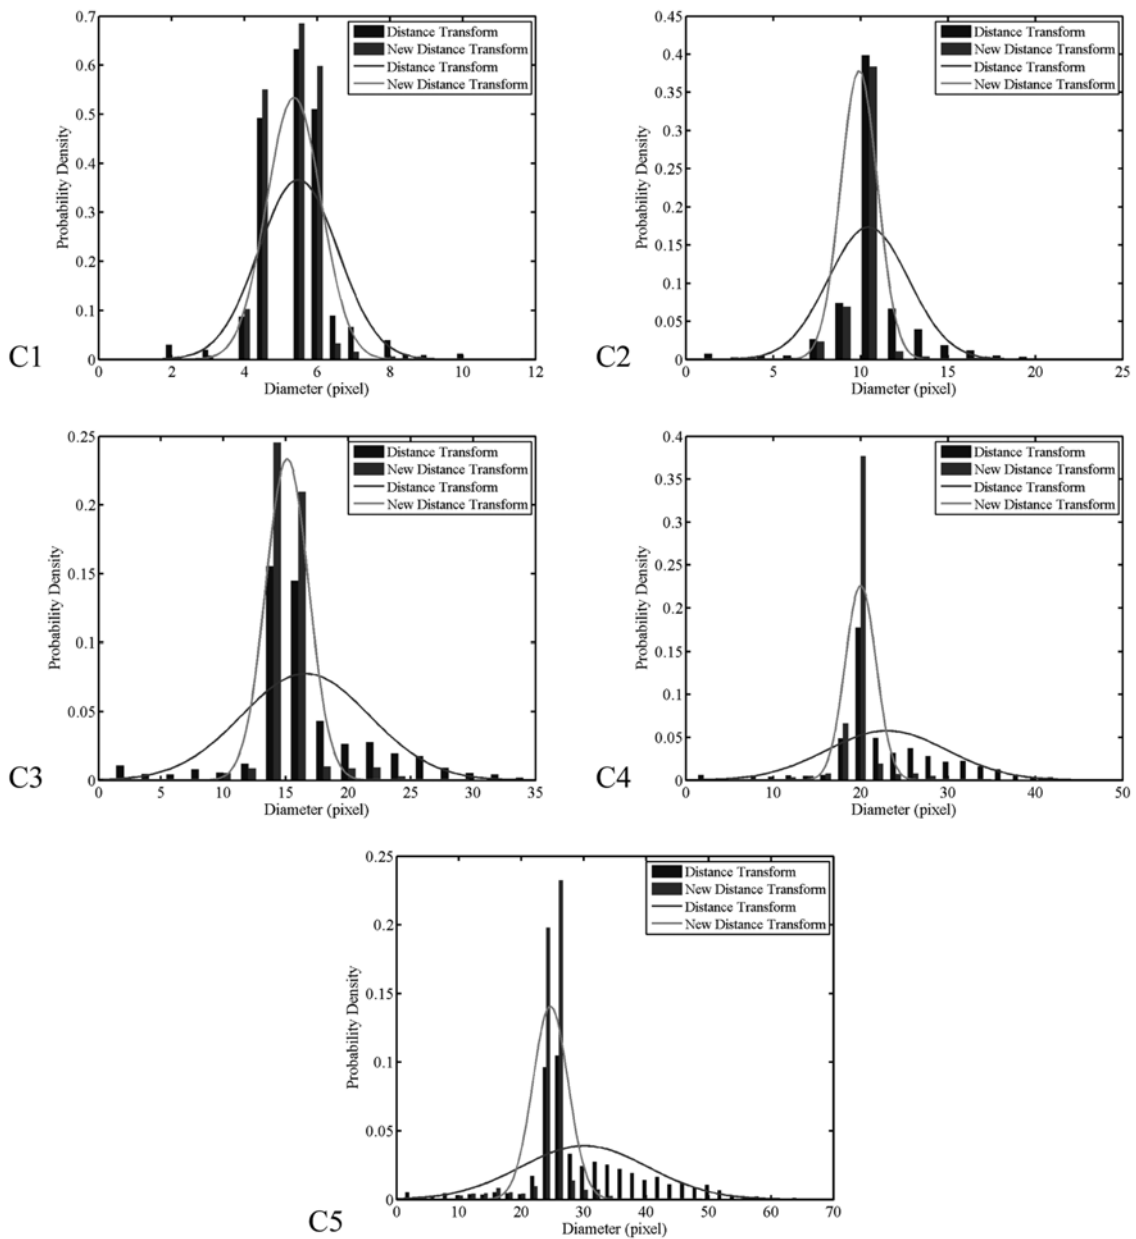 0.7
0.6
0.5
0.4
0.3
0.2
0.1
0
Probability Density
Distance Transform
New Distance Transform
Distance Transform
New Distance Transform
C1
0 2 4 6 8 10 12
Diameter (pixel)
0.45
0.4
0.35
0.3
0.25
0.2
0.15
0.1
0.05
0
Probability Density
Distance Transform
New Distance Transform
Distance Transform
New Distance Transform
C2
0 5 10 15 20 25
Diameter (pixel)
0.25
0.2
0.15
0.1
0.05
0
Probability Density
Distance Transform
New Distance Transform
Distance Transform
New Distance Transform
C3
0 5 10 15 20 25 30 35
Diameter (pixel)
0.4
0.35
0.3
0.25
0.2
0.15
0.1
0.05
0
Probability Density
Distance Transform
New Distance Transform
Distance Transform
New Distance Transform
C4
0 10 20 30 40 50
Diameter (pixel)
0.25
0.2
0.15
0.1
0.05
0
Probability Density
Distance Transform
New Distance Transform
Distance Transform
New Distance Transform
C5
0 10 20 30 40 50 60 70
Diameter (pixel)